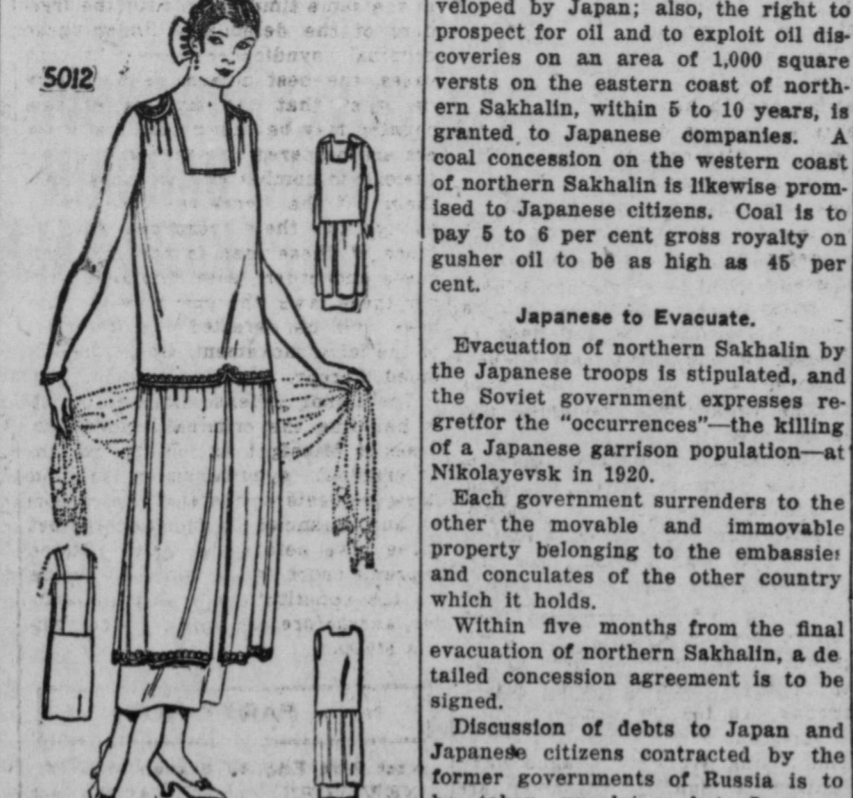 5012
veloped by Japan; also, the right to
prospect for oil and to exploit oil dis-
coveries on an area of 1,000 square
versts on the eastern coast of north-
ern Sakhalin, within 5 to 10 years, is
granted to Japanese companies. A
coal concession on the western coast
of northern Sakhalin is likewise prom-
ised to Japanese citizens. Coal is to
pay 5 to 6 per cent gross royalty on
gusher oil to be as high as 45 per
cent.
Japanese to Evacuate.
Evacuation of northern Sakhalin by
the Japanese troops is stipulated, and
the Soviet government expresses re-
gretfor the "occurrences"—the killing
of a Japanese garrison population—at
Nikolayevsk in 1920.
Each government surrenders to the
other the movable and immovable
property belonging to the embassies
and conculates of the other country
which it holds.
Within five months from the final
evacuation of northern Sakhalin, a de
tailed concession agreement is to be
signed.
Discussion of debts to Japan and
Japanese citizens contracted by the
former governments of Russia is to